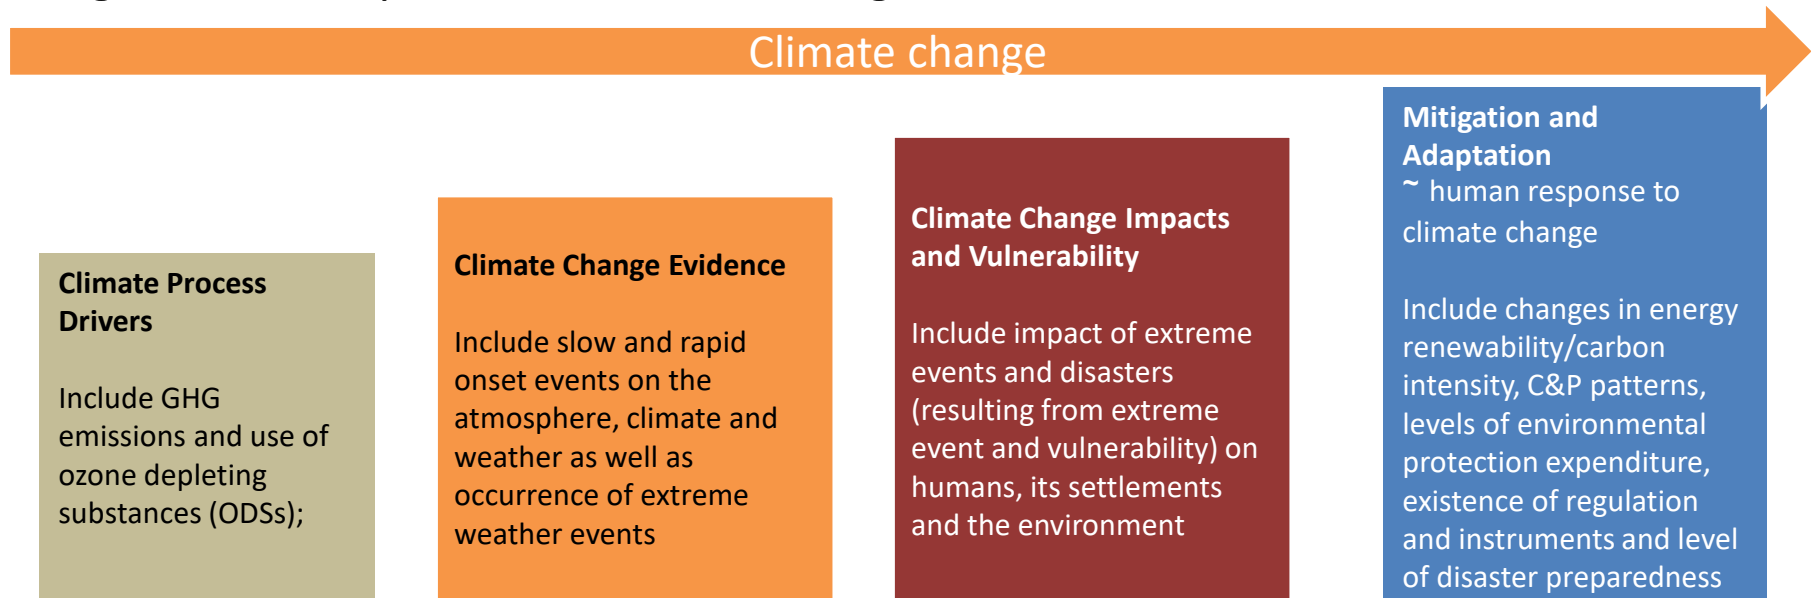 Climate change
Climate Process
Drivers
Include GHG
emissions and use of
ozone depleting
substances (ODSs);
Climate Change Evidence
Include slow and rapid
onset events on the
atmosphere, climate and
weather as well as
occurrence of extreme
weather events
Climate Change Impacts
and Vulnerability
Include impact of extreme
events and disasters
(resulting from extreme
event and vulnerability) on
humans, its settlements
and the environment
Mitigation and
Adaptation
~ human response to
climate change
Include changes in energy
renewability/carbon
intensity, C&P patterns,
levels of environmental
protection expenditure,
existence of regulation
and instruments and level
of disaster preparedness